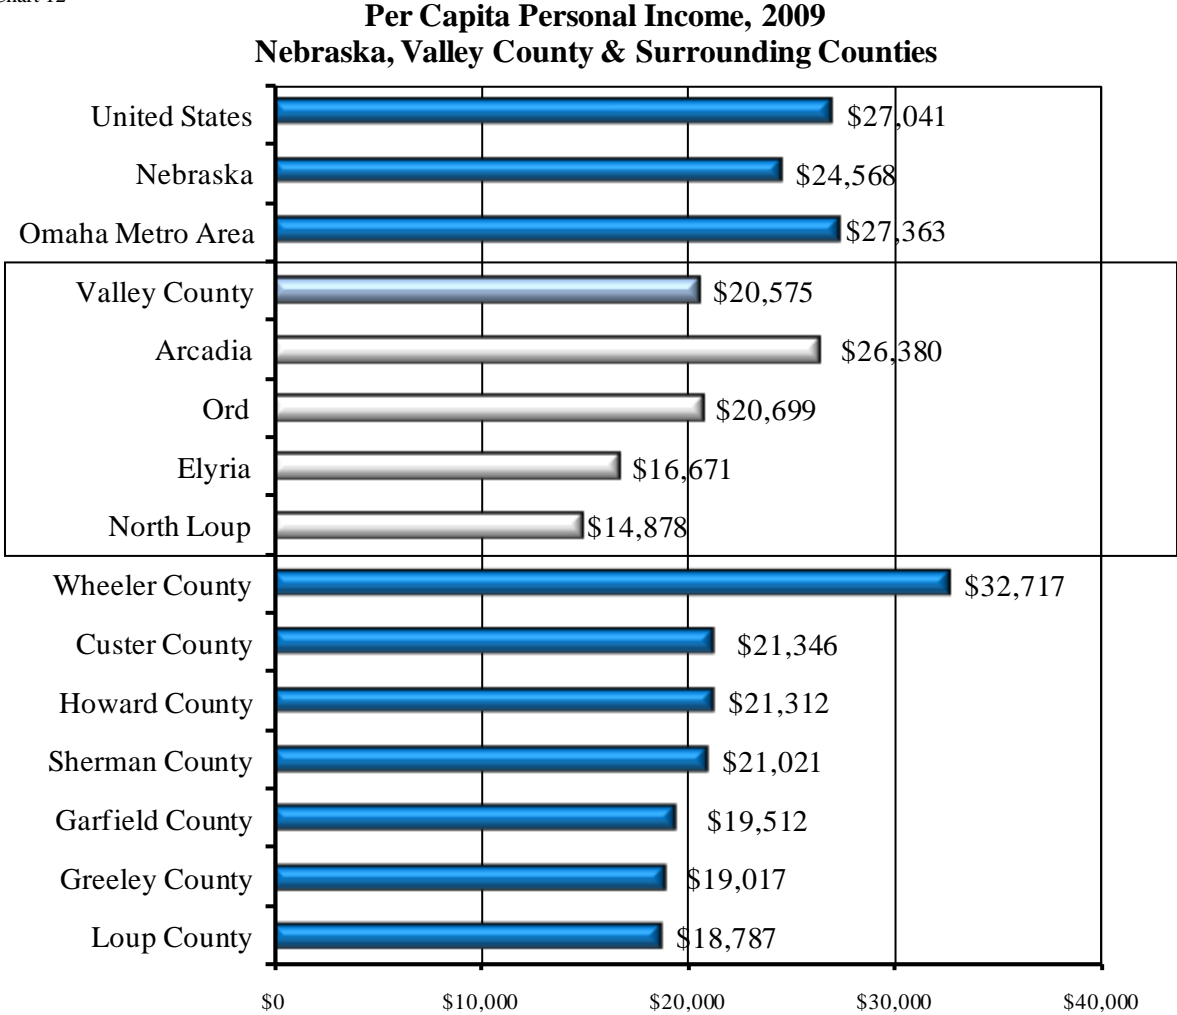 Per Capita Personal Income, 2009
Nebraska, Valley County & Surrounding Counties
United States $27,041
Nebraska $24,568
Omaha Metro Area $27,363
Valley County $20,575
Arcadia $26,380
Ord $20,699
Elyria $16,671
North Loup $14,878
Wheeler County $32,717
Custer County $21,346
Howard County $21,312
Sherman County $21,021
Garfield County $19,512
Greeley County $19,017
Loup County $18,787
$0 $10,000 $20,000 $30,000 $40,000